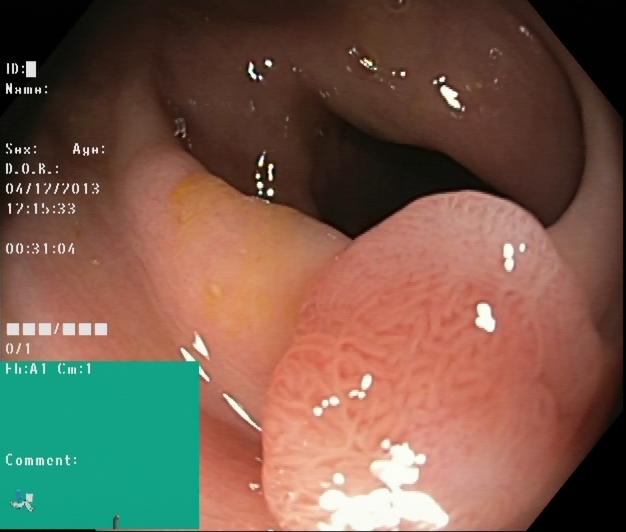 ID:
Name:
Sex: Age:
D.O.R.:
04/12/2013
12:15:33
00:31:04
/
0/1
Eh:A1 Cm:1
Comment: